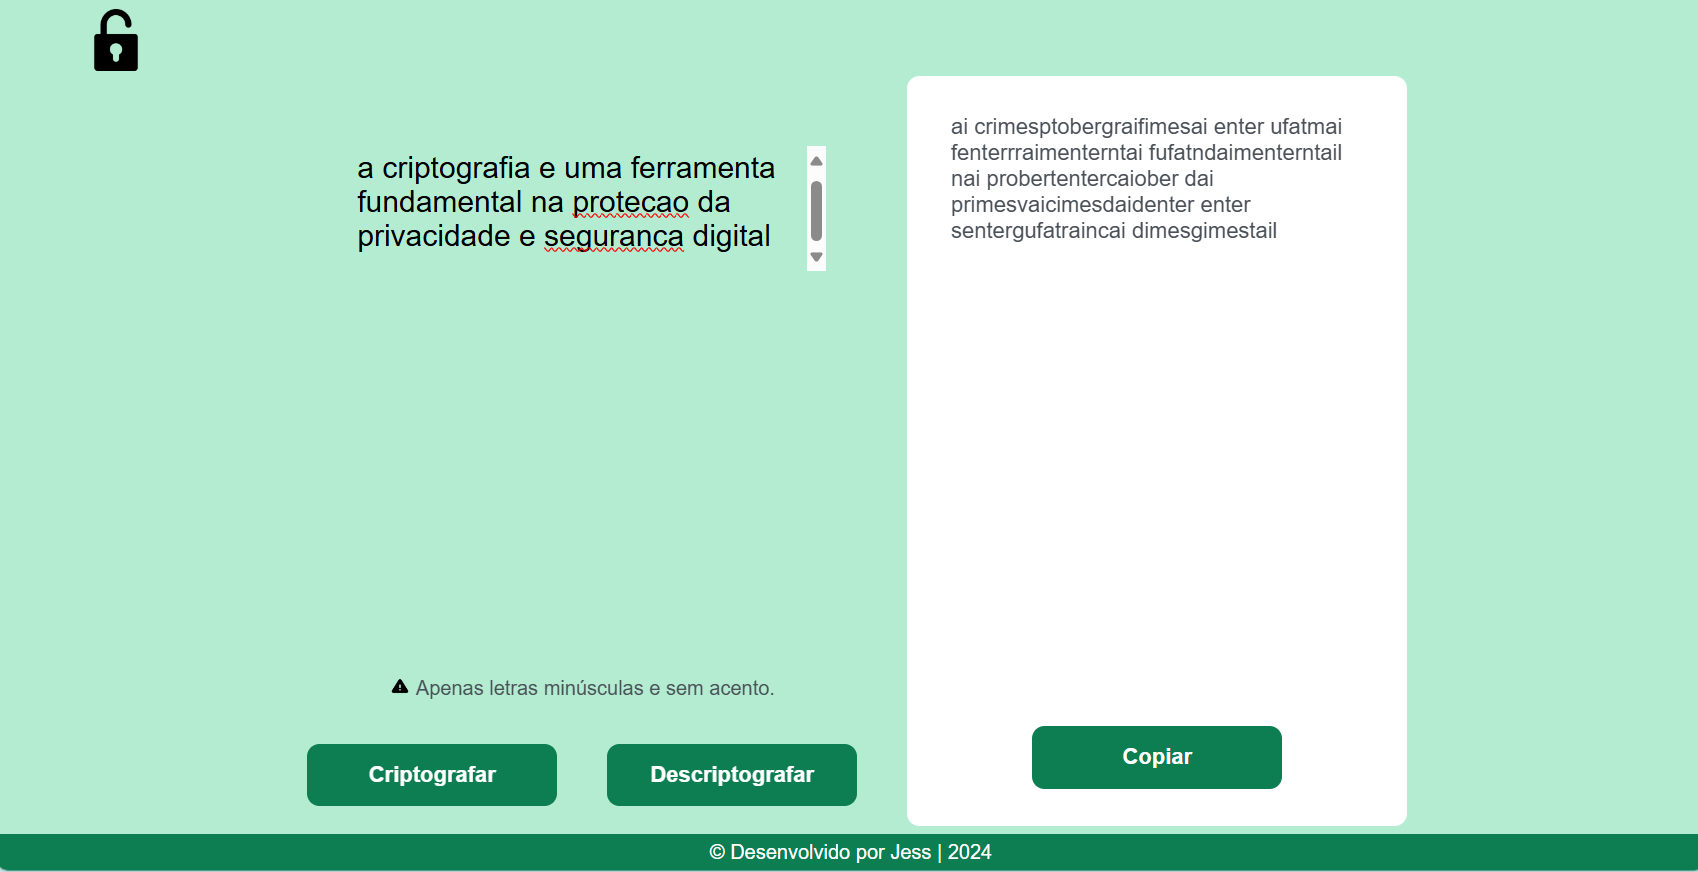 a criptografia e uma ferramenta
fundamental na protecao da
privacidade e seguranca digital
Apenas letras minúsculas e sem acento.
Criptografar
Descriptografar
ai crimesptobergraifimesai enter ufatmai
fenterrraimenterntai fufatndaimenterntail
nai probertentercaiober dai
primesvaicimesdaidenter enter
sentergufatraincai dimesgimestail
Copiar
© Desenvolvido por Jess | 2024